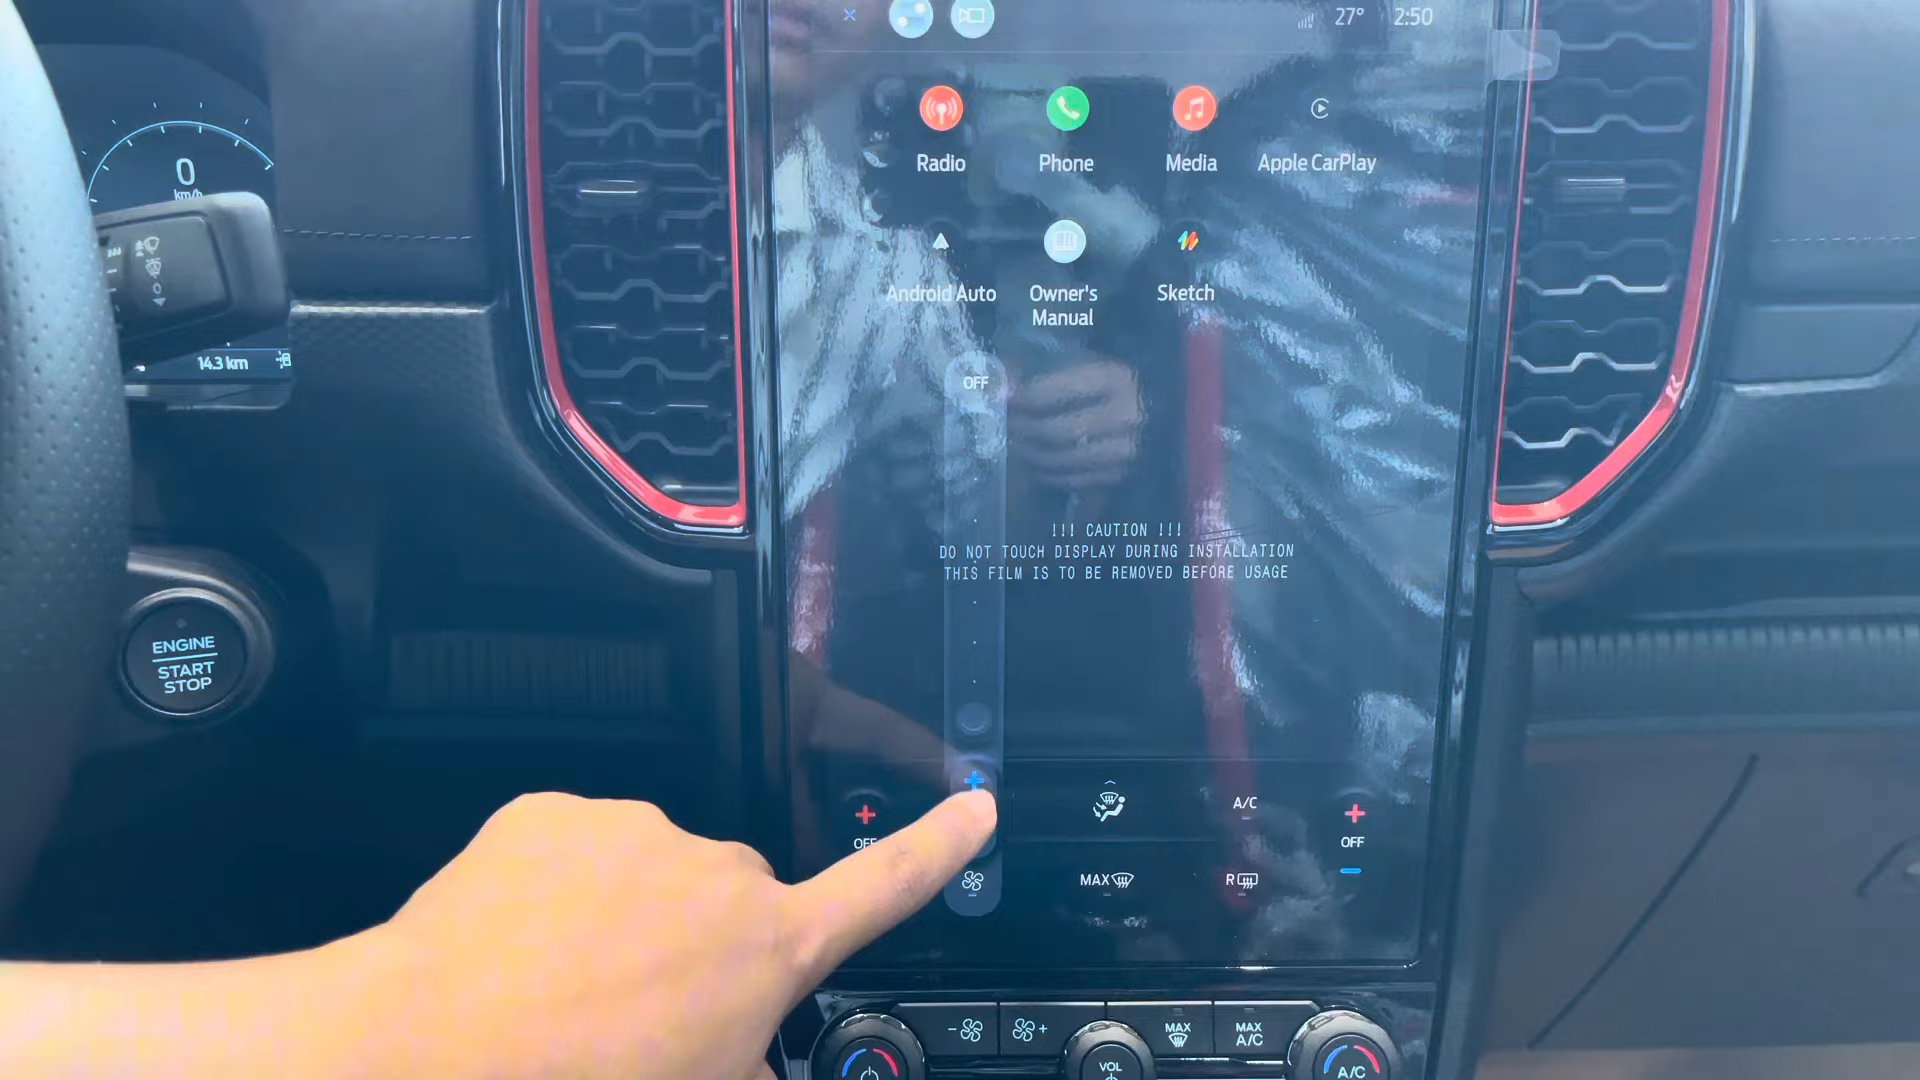 27° 2:50
Radio
Phone
Media
Apple CarPlay
Android Auto
Owner's
Manual
Sketch
0
km/h
14.3 km
OFF
!!! CAUTION !!!
DO NOT TOUCH DISPLAY DURING INSTALLATION
THIS FILM IS TO BE REMOVED BEFORE USAGE
ENGINE
START
STOP
A/C
OFF
OFF
MAX
R
MAX
MAX
A/C
VOL
A/C